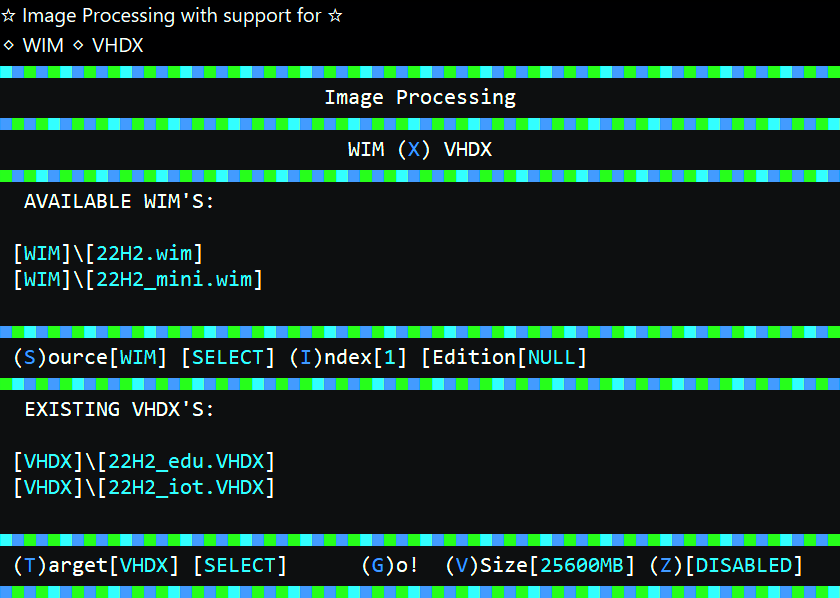 ☆ Image Processing with support for ☆
⋄ WIM ⋄ VHDX
Image Processing
WIM (X) VHDX
AVAILABLE WIM'S:
[WIM]\[22H2.wim]
[WIM]\[22H2_mini.wim]
(S)ource[WIM] [SELECT] (I)ndex[1] [Edition[NULL]
EXISTING VHDX'S:
[VHDX]\[22H2_edu.VHDX]
[VHDX]\[22H2_iot.VHDX]
(T)arget[VHDX] [SELECT] (G)o! (V)Size[25600MB] (Z)[DISABLED]